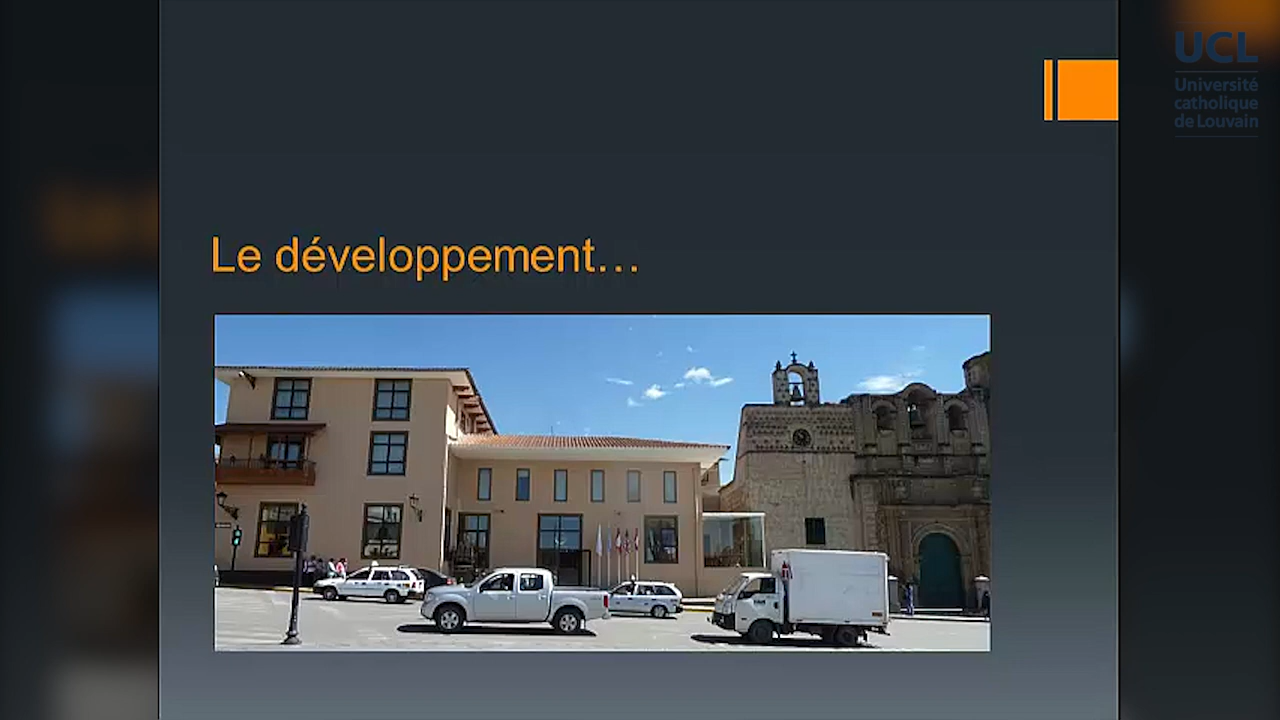 UCL
Université
catholique
de Louvain
Le développement...